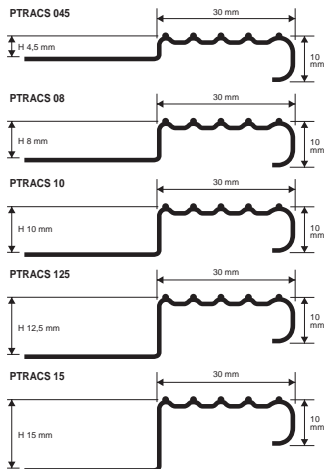 PTRACS 045
30 mm
H 4,5 mm
10
mm
PTRACS 08
30 mm
H 8 mm
10
mm
PTRACS 10
30 mm
H 10 mm
10
mm
PTRACS 125
30 mm
H 12,5 mm
10
mm
PTRACS 15
30 mm
H 15 mm
10
mm